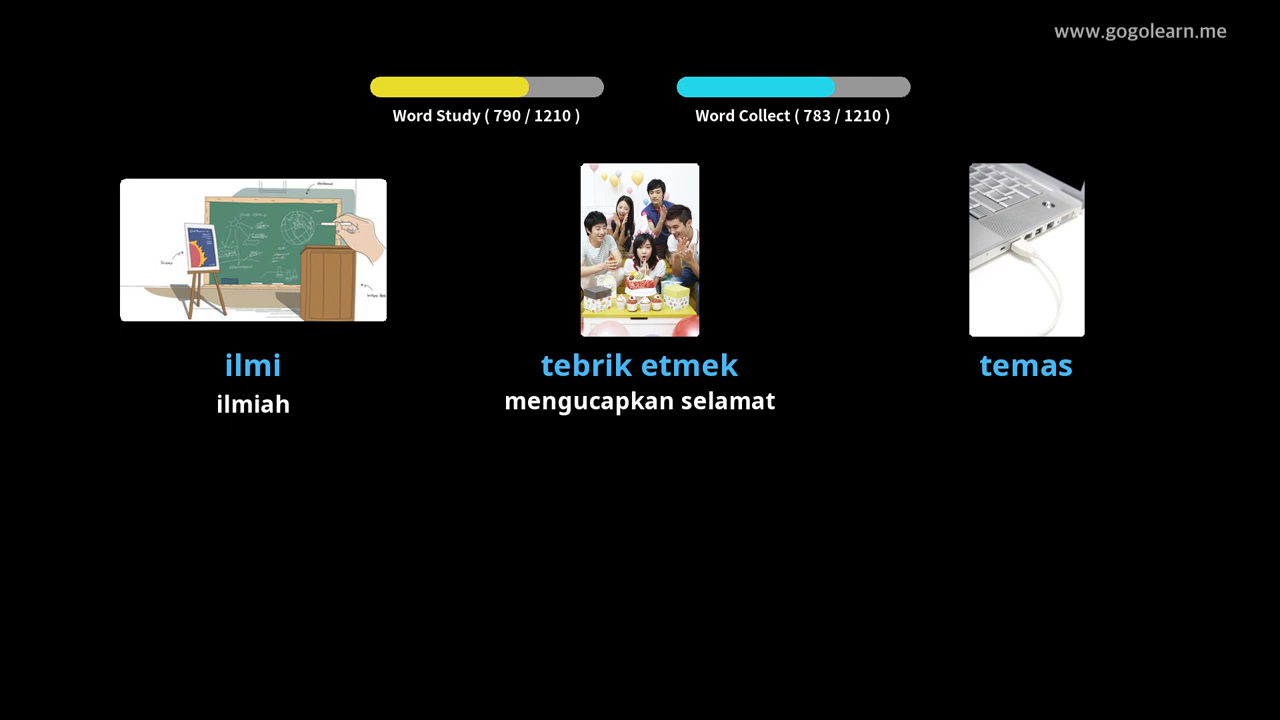 www.gogolearn.me
Word Study ( 790 / 1210 )
Word Collect ( 783 / 1210 )
ilmi
tebrik etmek
temas
ilmiah
mengucapkan selamat